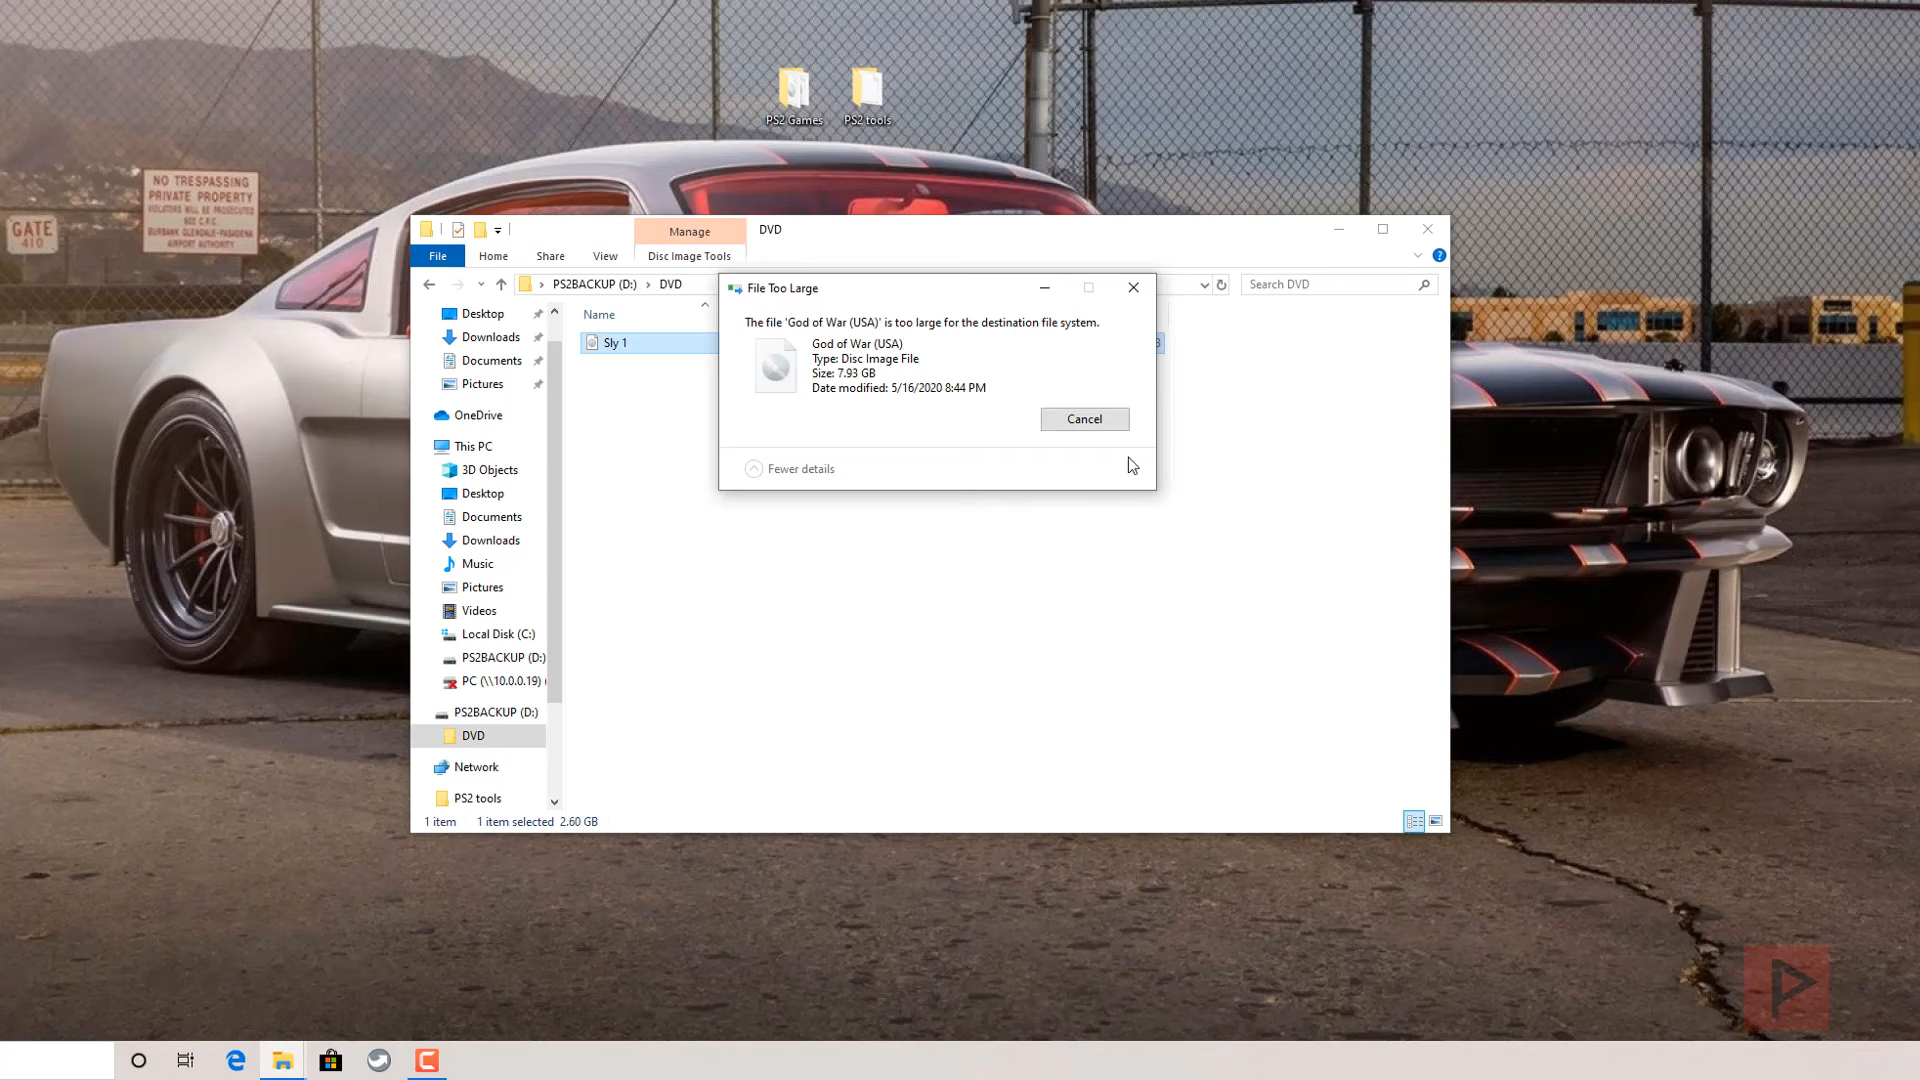 PS2 Games
PS2 tools
NO TRESPASSING
PRIVATE PROPERTY
VIOLATORS WILL BE PROSECUTED
602 C.P.C.
BURBANK-GLENDALE-PASADENA
AIRPORT AUTHORITY
GATE
410
Manage
DVD
File
Home
Share
View
Disc Image Tools
PS2BACKUP (D:)
DVD
Search DVD
Name
Sly 1
File Too Large
The file 'God of War (USA)' is too large for the destination file system.
God of War (USA)
Type: Disc Image File
Size: 7.93 GB
Date modified: 5/16/2020 8:44 PM
Cancel
Fewer details
Desktop
Downloads
Documents
Pictures
OneDrive
This PC
3D Objects
Desktop
Documents
Downloads
Music
Pictures
Videos
Local Disk (C:)
PS2BACKUP (D:)
PC (\\10.0.0.19) (
PS2BACKUP (D:)
DVD
Network
PS2 tools
1 item
1 item selected 2.60 GB